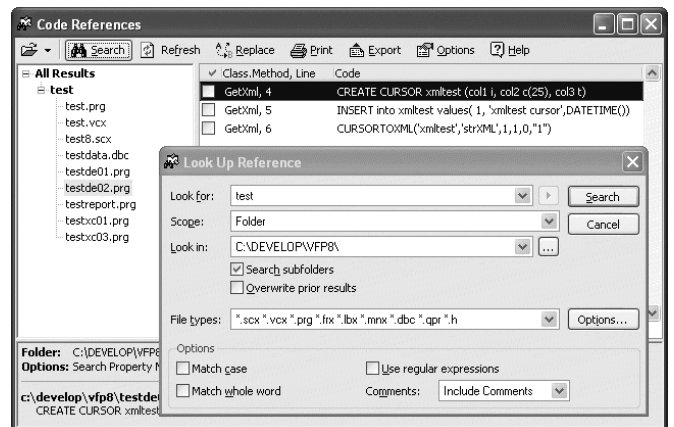 Code References
Search Refresh Replace Print Export Options Help
All Results
test
test.prg
test.vcx
test8.scx
testdata.dbc
testde01.prg
testde02.prg
testreport.prg
testxc01.prg
testxc03.prg
Class.Method, Line Code
GetXml, 4 CREATE CURSOR xmltest (col1 i, col2 c(25), col3 t)
GetXml, 5 INSERT into xmltest values( 1, 'xmltest cursor',DATETIME())
GetXml, 6 CURSORTOXML('xmltest','strXML',1,1,0,"1")
Look Up Reference
Look for: test Search
Scope: Folder Cancel
Look in: C:\DEVELOP\VFP8\ ...
Search subfolders
Overwrite prior results
File types: *.scx *.vcx *.prg *.frx *.lbx *.mnx *.dbc *.qpr *.h Options...
Options
Match case Use regular expressions
Match whole word Comments: Include Comments
Folder: C:\DEVELOP\VFP8
Options: Search Property N
c:\develop\vfp8\testde
CREATE CURSOR xmltest